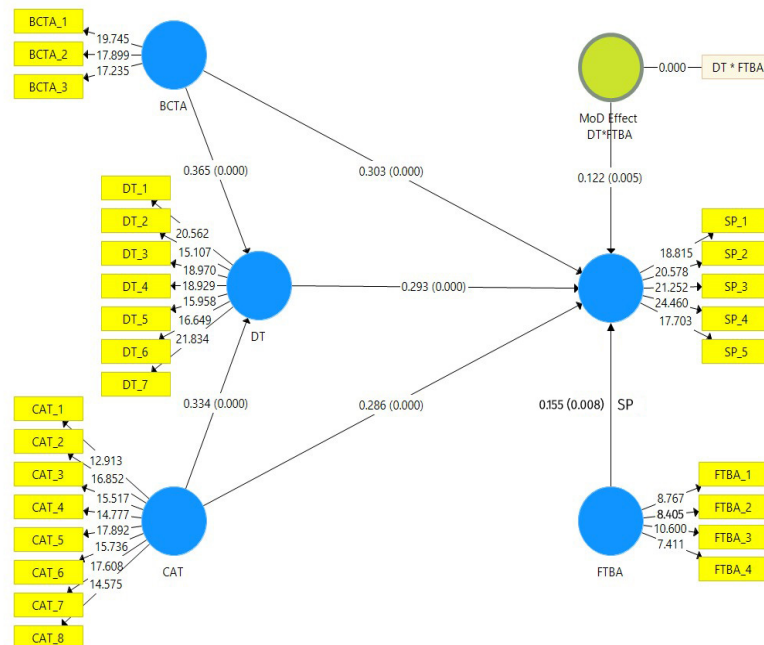 BCTA_1
BCTA_2
BCTA_3
19.745
17.899
17.235
BCTA
MoD Effect
DT*FTBA
0.000
DT * FTBA
0.365 (0.000)
0.303 (0.000)
0.122 (0.005)
DT_1
DT_2
DT_3
DT_4
DT_5
DT_6
DT_7
20.562
15.107
18.970
18.929
15.958
16.649
21.834
DT
0.293 (0.000)
SP_1
SP_2
SP_3
SP_4
SP_5
18.815
20.578
21.252
24.460
17.703
0.334 (0.000)
0.286 (0.000)
0.155 (0.008)
SP
CAT_1
CAT_2
CAT_3
CAT_4
CAT_5
CAT_6
CAT_7
CAT_8
12.913
16.852
15.517
14.777
17.892
15.736
17.608
14.575
CAT
FTBA
8.767
8.405
10.600
7.411
FTBA_1
FTBA_2
FTBA_3
FTBA_4